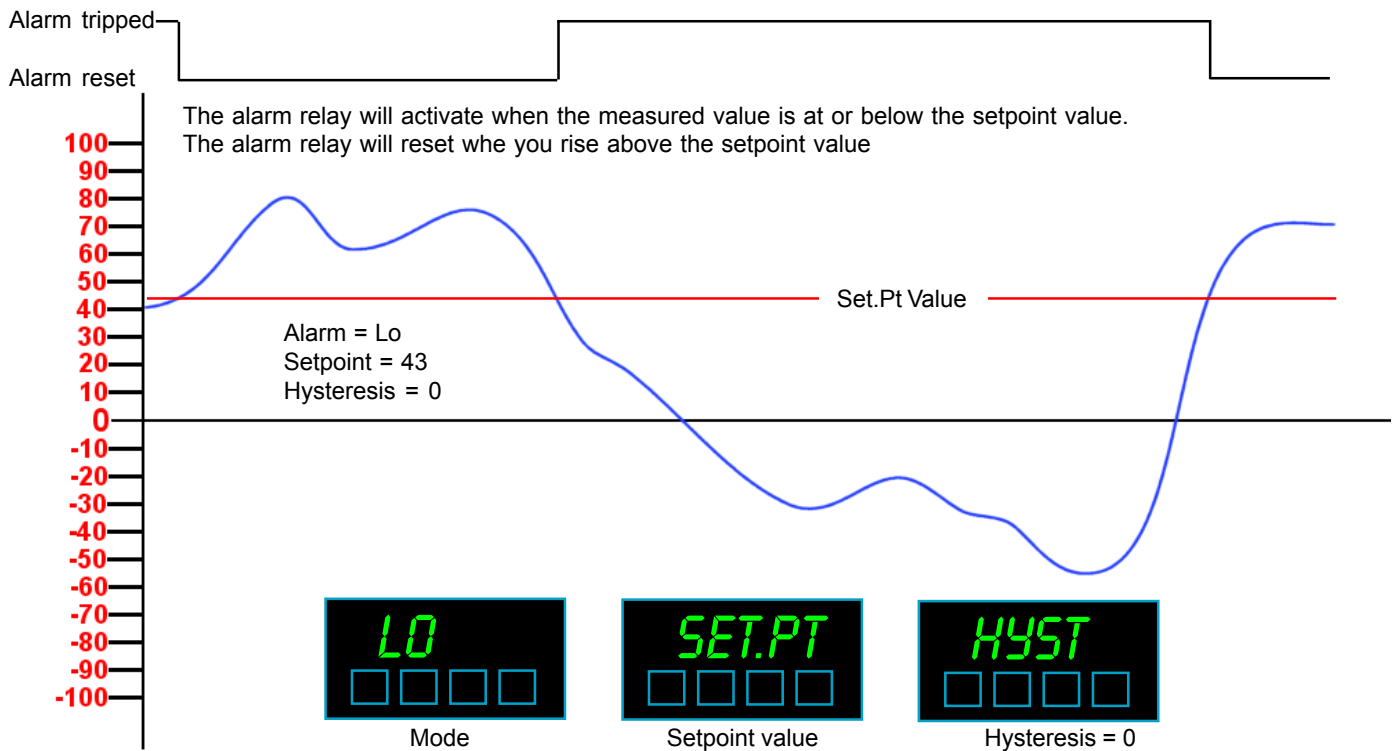 Alarm tripped
Alarm reset
The alarm relay will activate when the measured value is at or below the setpoint value.
The alarm relay will reset whe you rise above the setpoint value
100
90
80
70
60
50
40
30
20
10
0
-10
-20
-30
-40
-50
-60
-70
-80
-90
-100
Set.Pt Value
Alarm = Lo
Setpoint = 43
Hysteresis = 0
LO
SET.PT
HYST
Mode
Setpoint value
Hysteresis = 0